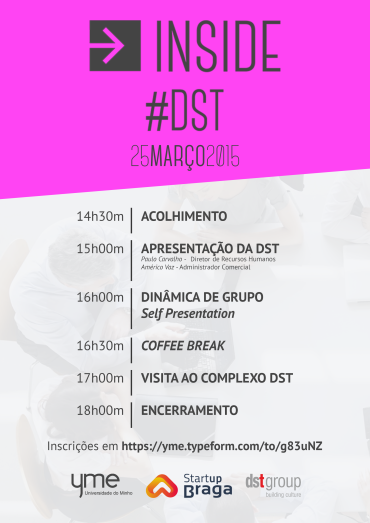 INSIDE
#DST
25MARÇO2015
14h30m ACOLHIMENTO
15h00m APRESENTAÇÃO DA DST
Paulo Carvalho - Diretor de Recursos Humanos
América Vaz - Administrador Comercial
16h00m DINÂMICA DE GRUPO
Self Presentation
16h30m COFFEE BREAK
17h00m VISITA AO COMPLEXO DST
18h00m ENCERRAMENTO
Inscrições em https://yme.typeform.com/to/g83uNZ
yme
Universidade do Minho
Startup
Braga
dstgroup
building culture